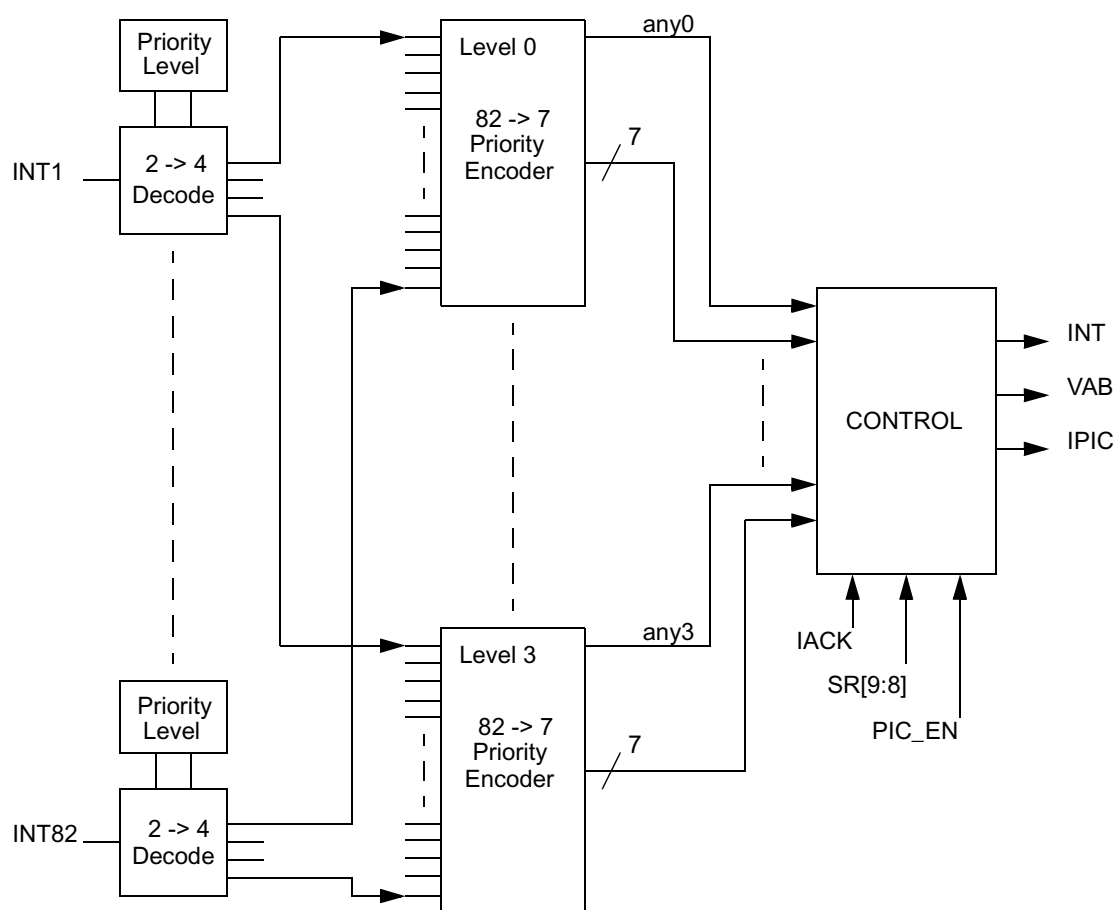 Priority
Level
INT1
2 -> 4
Decode
Level 0
82 -> 7
Priority
Encoder
any0
7
CONTROL
INT
VAB
IPIC
IACK
SR[9:8]
PIC_EN
Priority
Level
INT82
2 -> 4
Decode
Level 3
82 -> 7
Priority
Encoder
any3
7